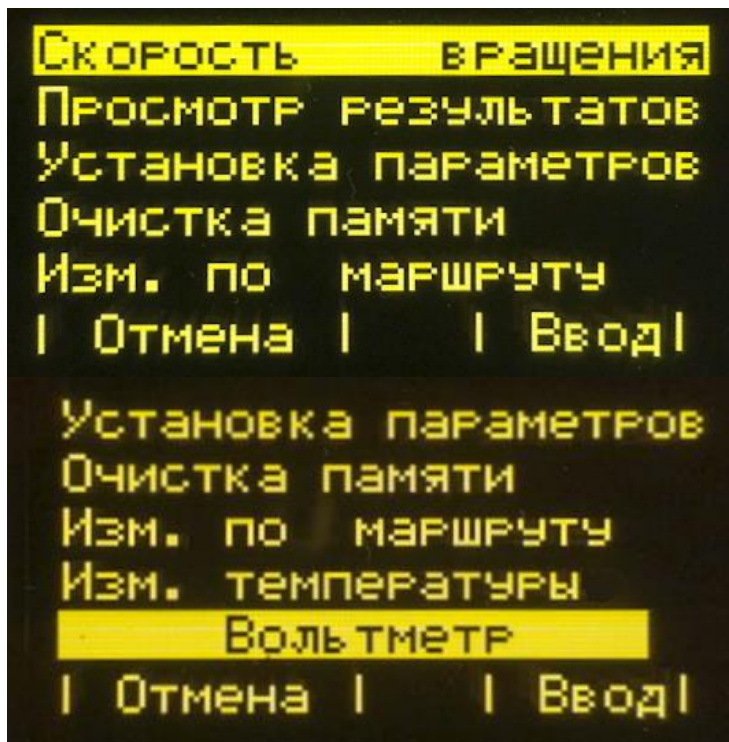 Скорость вращения
Просмотр результатов
Установка параметров
Очистка памяти
Изм. по маршруту
| Отмена | | Ввод|
Установка параметров
Очистка памяти
Изм. по маршруту
Изм. температуры
Вольтметр
| Отмена | | Ввод|